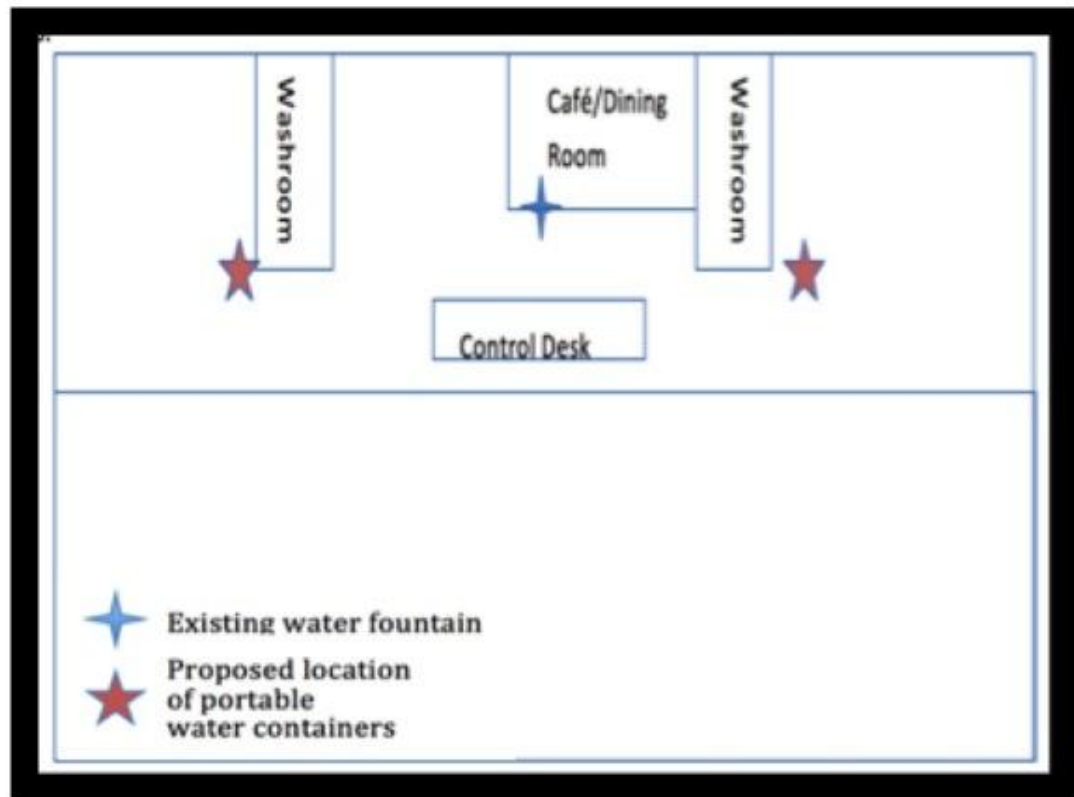 Washroom
Café/Dining
Room
Washroom
Control Desk
Existing water fountain
Proposed location
of portable
water containers